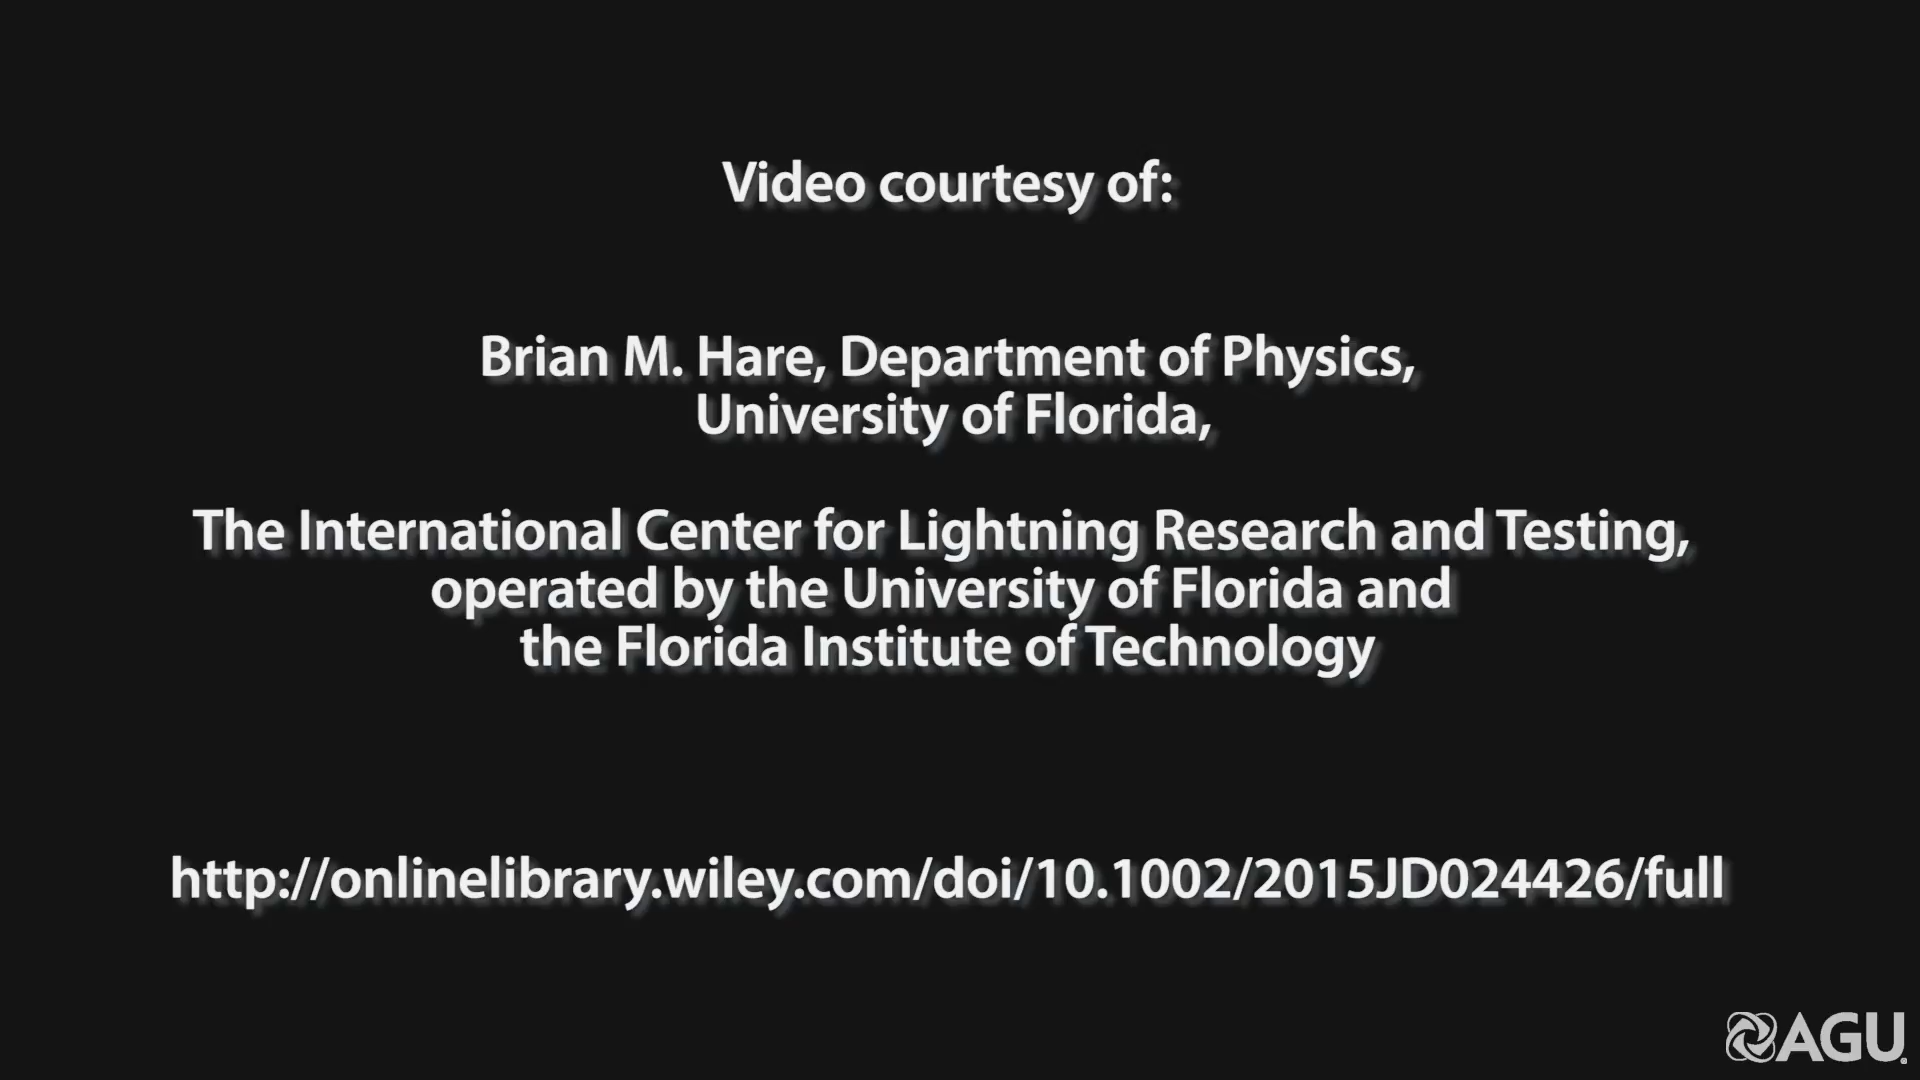 Video courtesy of:
Brian M. Hare, Department of Physics,
University of Florida,
The International Center for Lightning Research and Testing,
operated by the University of Florida and
the Florida Institute of Technology
http://onlinelibrary.wiley.com/doi/10.1002/2015JD024426/full
AGU